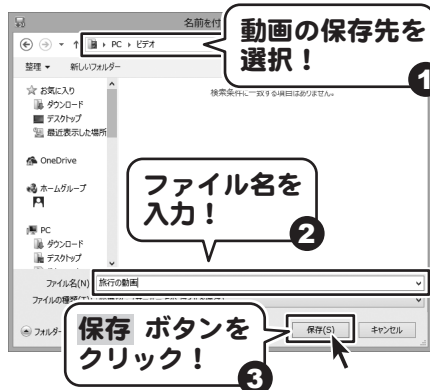 名前を付
動画の保存先を
選択！
1
PC ▸ ビデオ
整理 ▼ 新しいフォルダー
お気に入り
検索条件に一致する項目はありません。
ダウンロード
デスクトップ
最近表示した場所
OneDrive
ホームグループ
ファイル名を
入力！
2
PC
ダウンロード
デスクトップ
ファイル名(N) 旅行の動画
ファイルの種類(T)
フォルダー
保存 ボタンを
クリック！
3
保存(S) キャンセル